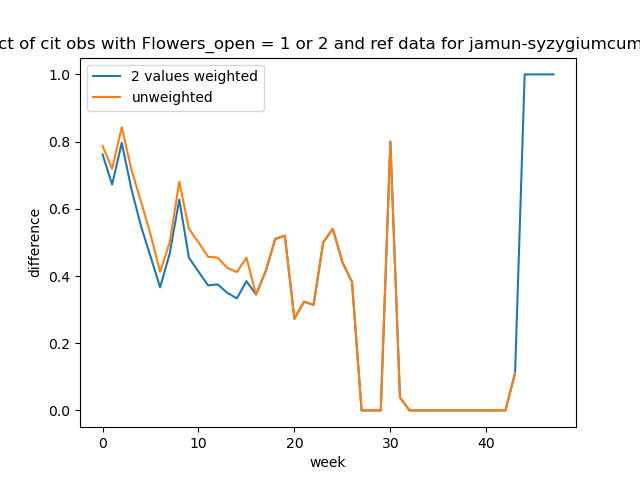 ct of cit obs with Flowers_open = 1 or 2 and ref data for jamun-syzygiumcum
2 values weighted
unweighted
1.0
0.8
0.6
0.4
0.2
0.0
difference
0 10 20 30 40
week